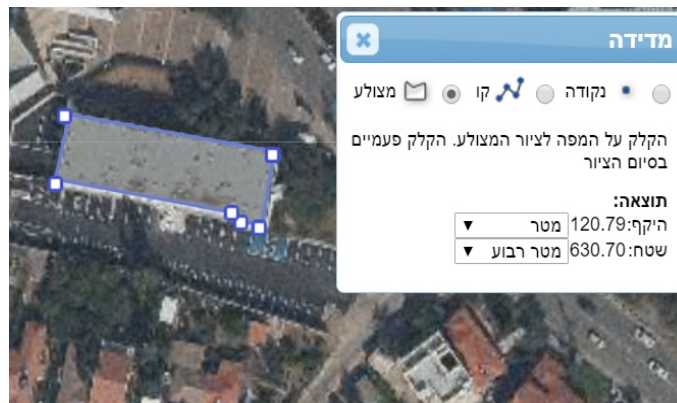 מדידה
נקודה קו מצולע
הקלק על המפה לציור המצולע. הקלק פעמיים
בסיום הציור
תוצאה:
היקף:120.79 מטר
שטח:630.70 מטר רבוע